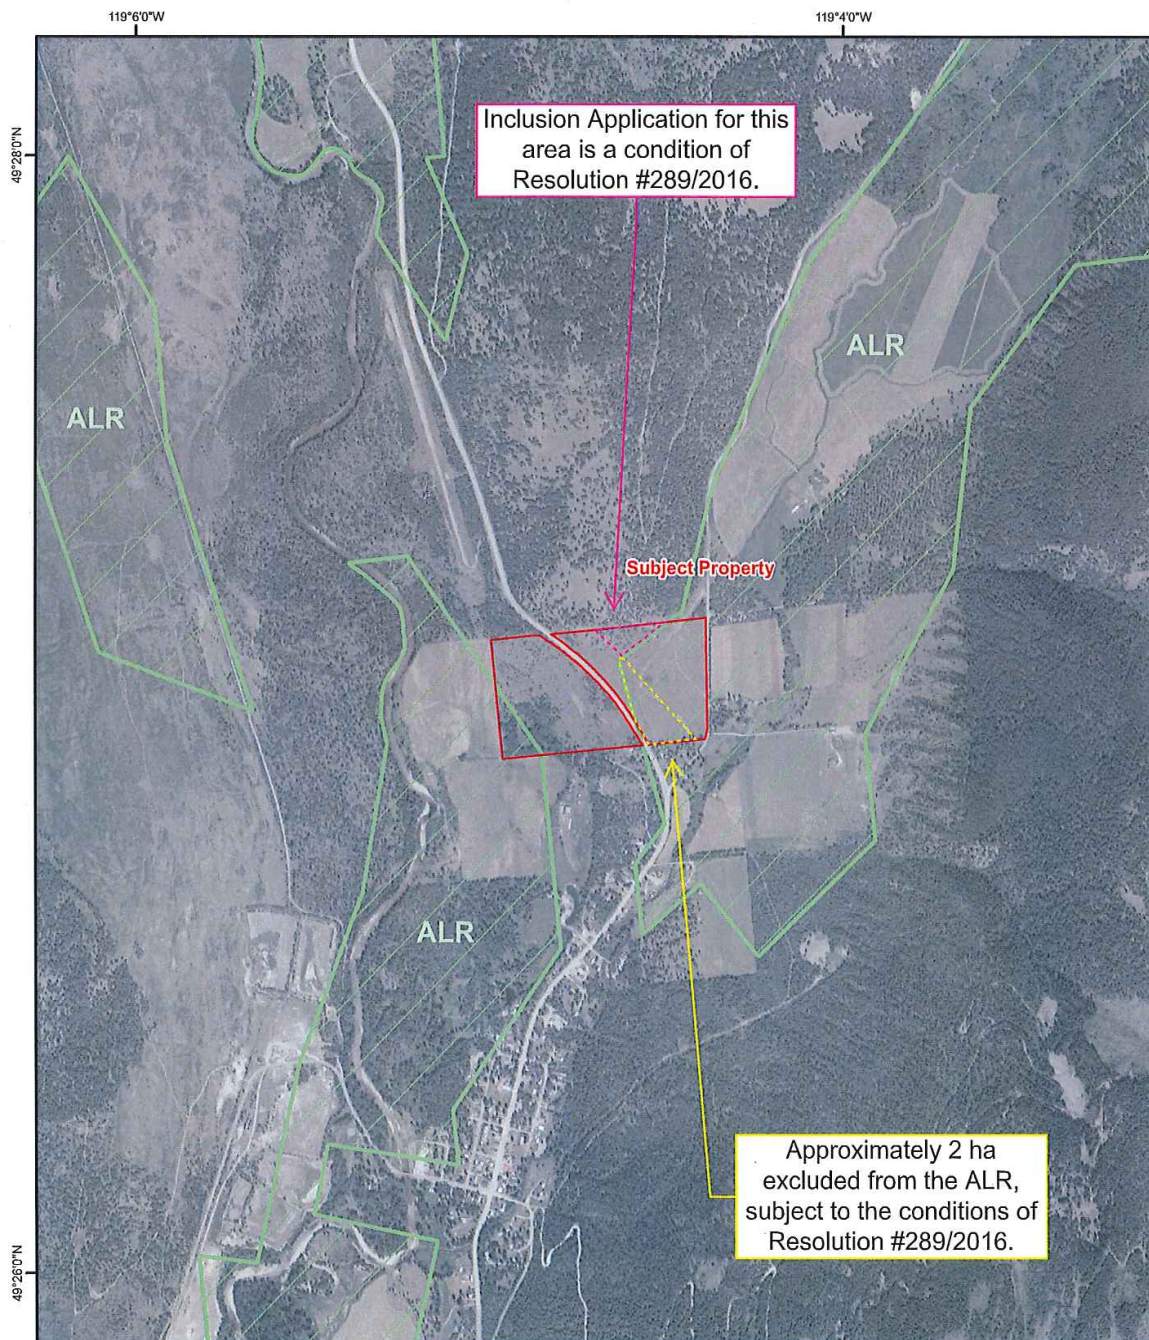 119°6'0"W
119°4'0"W
49°28'0"N
Inclusion Application for this
area is a condition of
Resolution #289/2016.
ALR
ALR
Subject Property
ALR
Approximately 2 ha
excluded from the ALR,
subject to the conditions of
Resolution #289/2016.
49°26'0"N